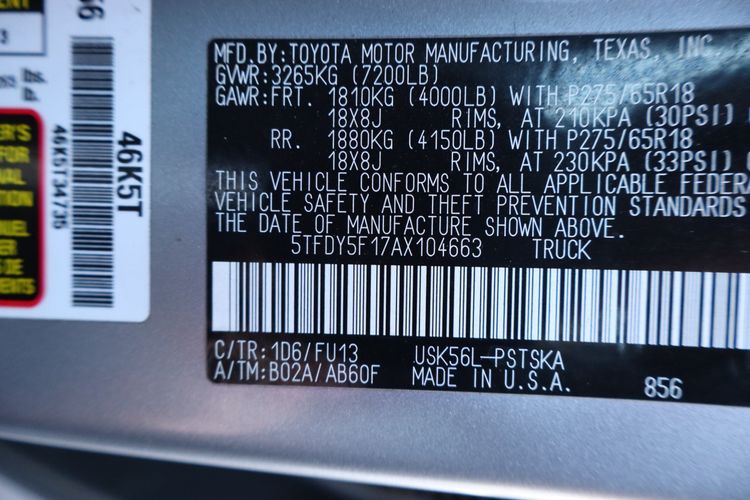 MFD.BY:TOYOTA MOTOR MANUFACTURING, TEXAS, INC.
GVWR:3265KG (7200LB)
GAWR:FRT. 1810KG (4000LB) WITH P275/65R18
18X8J RIMS, AT 210KPA (30PSI)
RR. 1880KG (4150LB) WITH P275/65R18
18X8J RIMS, AT 230KPA (33PSI)
THIS VEHICLE CONFORMS TO ALL APPLICABLE FEDERA
VEHICLE SAFETY AND THEFT PREVENTION STANDARDS
THE DATE OF MANUFACTURE SHOWN ABOVE.
5TFDY5F17AX104663 TRUCK
C/TR:1D6/FU13 USK56L-PSTSKA
A/TM:B02A/AB60F MADE IN U.S.A. 856
46K5T
46K5T34735
lbs.
lb.